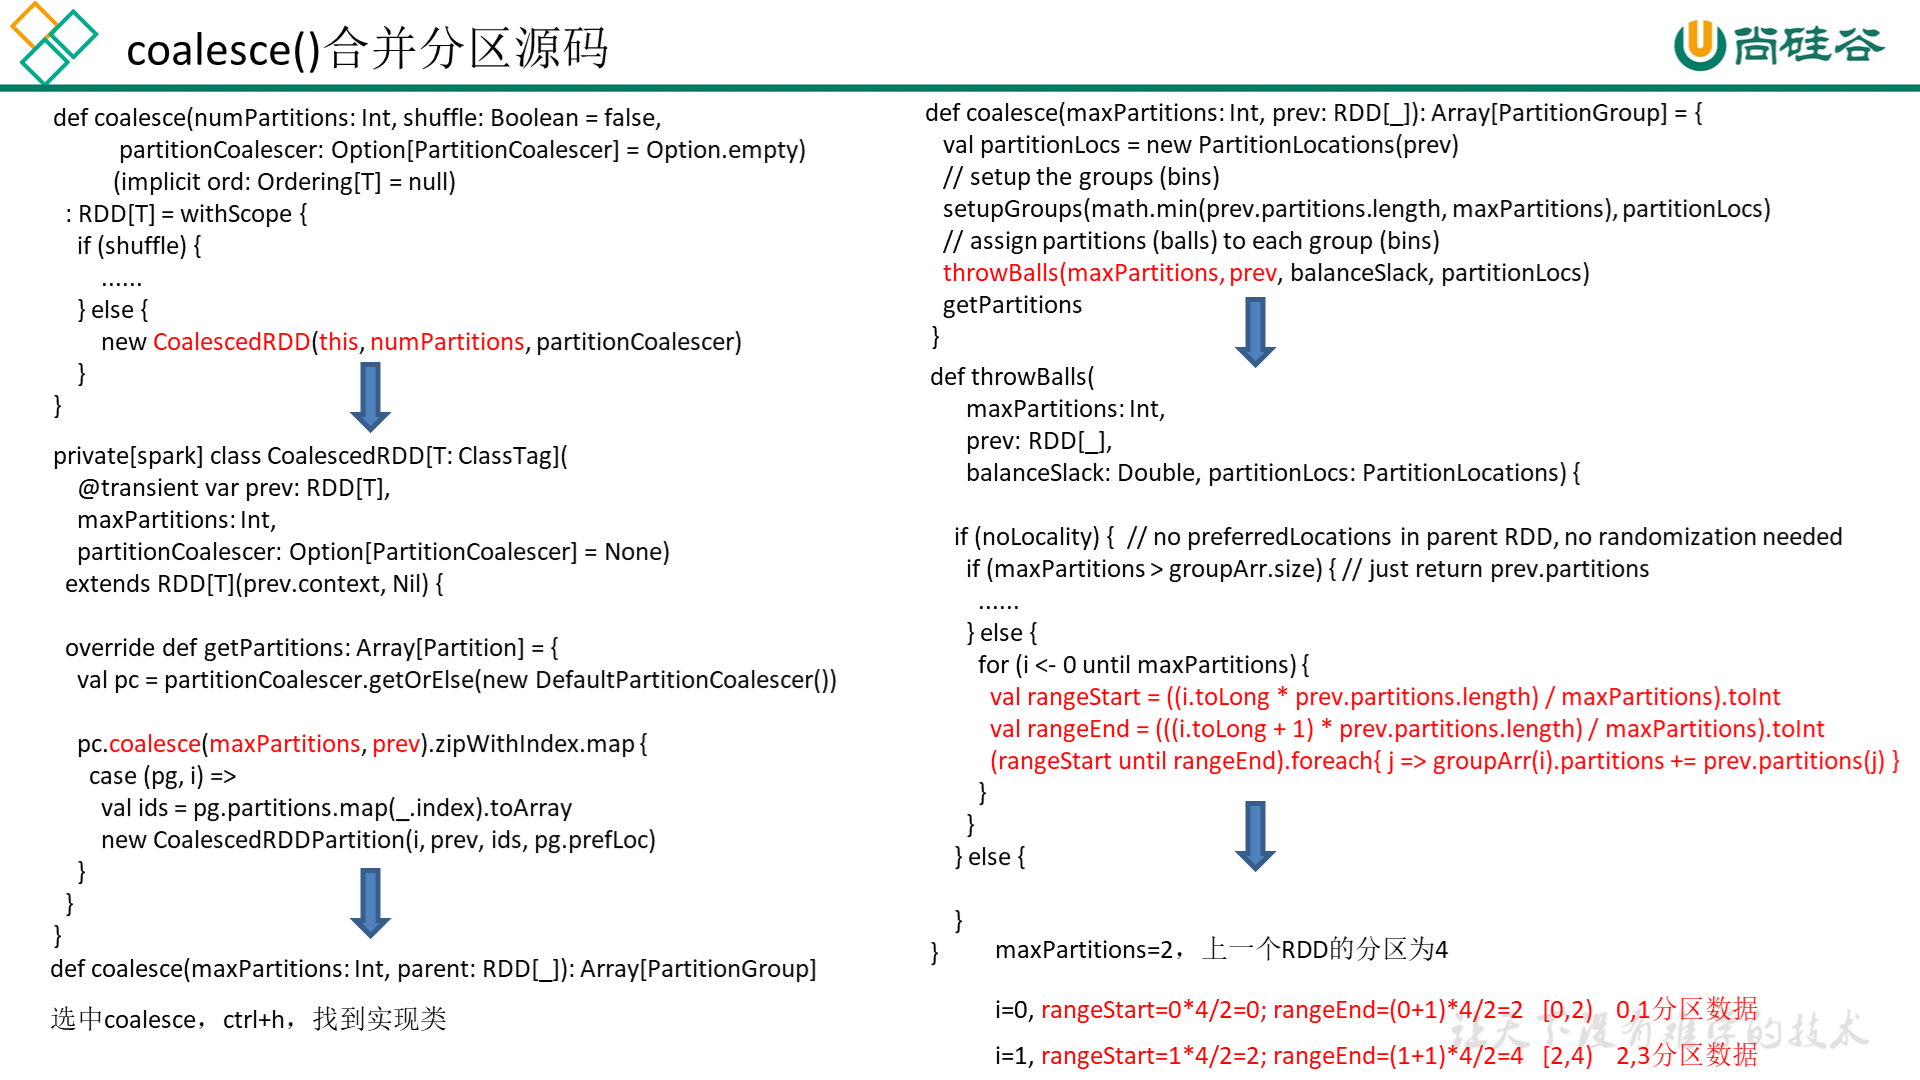 coalesce()合并分区源码
尚硅谷
def coalesce(numPartitions: Int, shuffle: Boolean = false,
partitionCoalescer: Option[PartitionCoalescer] = Option.empty)
(implicit ord: Ordering[T] = null)
: RDD[T] = withScope {
if (shuffle) {
......
} else {
new CoalescedRDD(this, numPartitions, partitionCoalescer)
}
}
private[spark] class CoalescedRDD[T: ClassTag](
@transient var prev: RDD[T],
maxPartitions: Int,
partitionCoalescer: Option[PartitionCoalescer] = None)
extends RDD[T](prev.context, Nil) {
override def getPartitions: Array[Partition] = {
val pc = partitionCoalescer.getOrElse(new DefaultPartitionCoalescer())
pc.coalesce(maxPartitions, prev).zipWithIndex.map {
case (pg, i) =>
val ids = pg.partitions.map(_.index).toArray
new CoalescedRDDPartition(i, prev, ids, pg.prefLoc)
}
}
}
def coalesce(maxPartitions: Int, parent: RDD[_]): Array[PartitionGroup]
选中coalesce，ctrl+h，找到实现类
def coalesce(maxPartitions: Int, prev: RDD[_]): Array[PartitionGroup] = {
val partitionLocs = new PartitionLocations(prev)
// setup the groups (bins)
setupGroups(math.min(prev.partitions.length, maxPartitions), partitionLocs)
// assign partitions (balls) to each group (bins)
throwBalls(maxPartitions, prev, balanceSlack, partitionLocs)
getPartitions
}
def throwBalls(
maxPartitions: Int,
prev: RDD[_],
balanceSlack: Double, partitionLocs: PartitionLocations) {
if (noLocality) { // no preferredLocations in parent RDD, no randomization needed
if (maxPartitions > groupArr.size) { // just return prev.partitions
......
} else {
for (i <- 0 until maxPartitions) {
val rangeStart = ((i.toLong * prev.partitions.length) / maxPartitions).toInt
val rangeEnd = (((i.toLong + 1) * prev.partitions.length) / maxPartitions).toInt
(rangeStart until rangeEnd).foreach{ j => groupArr(i).partitions += prev.partitions(j) }
}
}
} else {
}
}
maxPartitions=2，上一个RDD的分区为4
i=0, rangeStart=0*4/2=0; rangeEnd=(0+1)*4/2=2 [0,2) 0,1分区数据
i=1, rangeStart=1*4/2=2; rangeEnd=(1+1)*4/2=4 [2,4) 2,3分区数据
让天下没有难学的技术